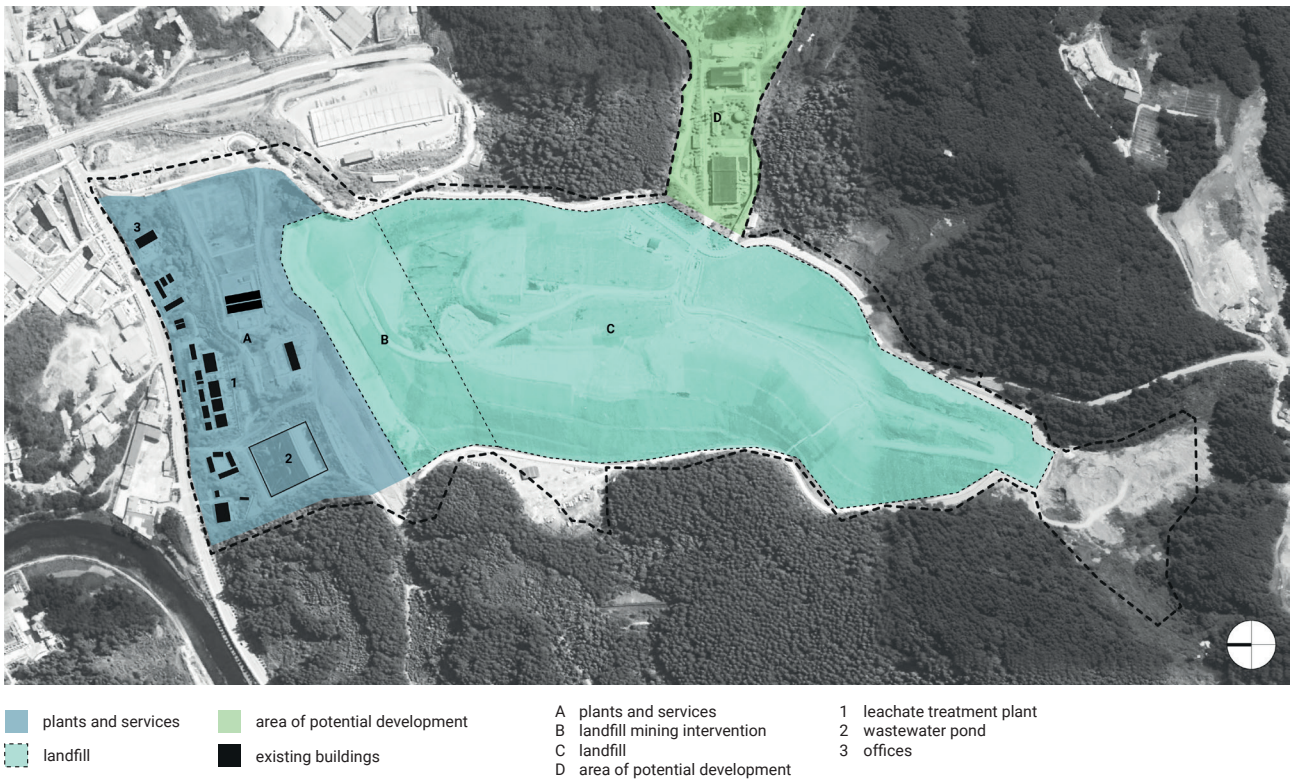 D
3
A
B
C
1
2
plants and services
area of potential development
landfill
existing buildings
A plants and services
B landfill mining intervention
C landfill
D area of potential development
1 leachate treatment plant
2 wastewater pond
3 offices